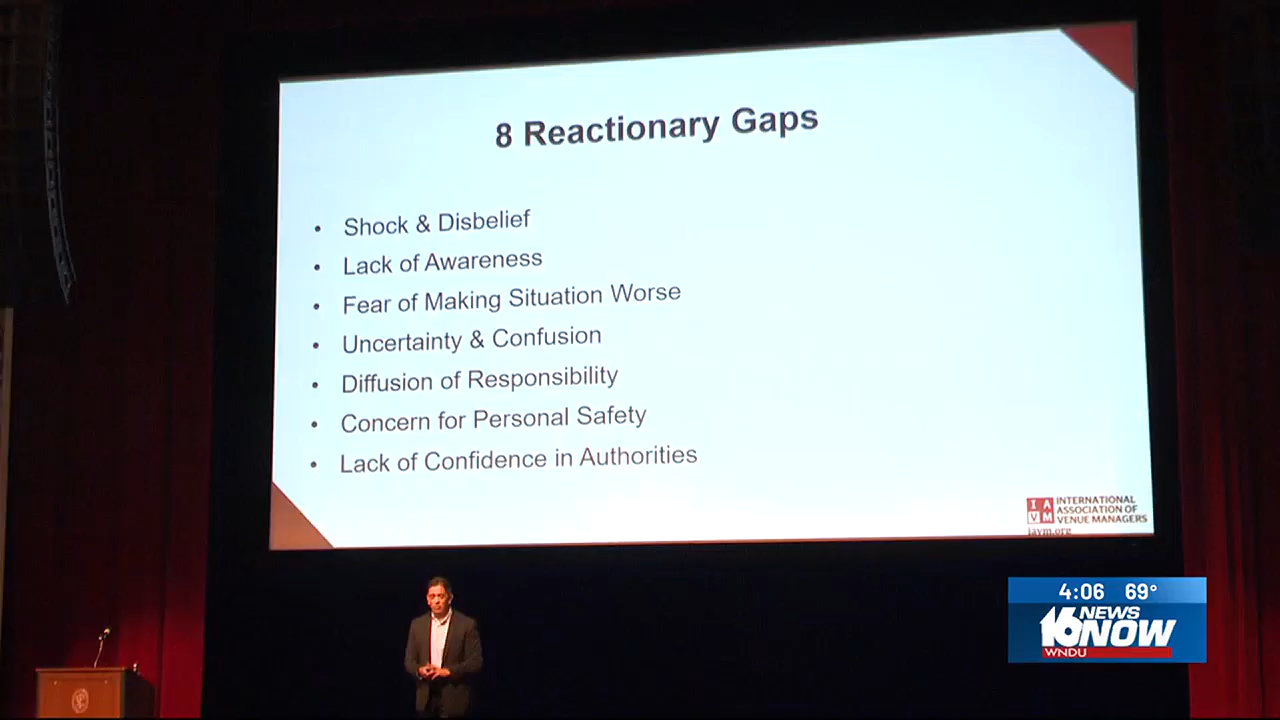 8 Reactionary Gaps
• Shock & Disbelief
• Lack of Awareness
• Fear of Making Situation Worse
• Uncertainty & Confusion
• Diffusion of Responsibility
• Concern for Personal Safety
• Lack of Confidence in Authorities
I A
V M
INTERNATIONAL
ASSOCIATION OF
VENUE MANAGERS
iavm.org
4:06 69°
16 NEWS
NOW
WNDU